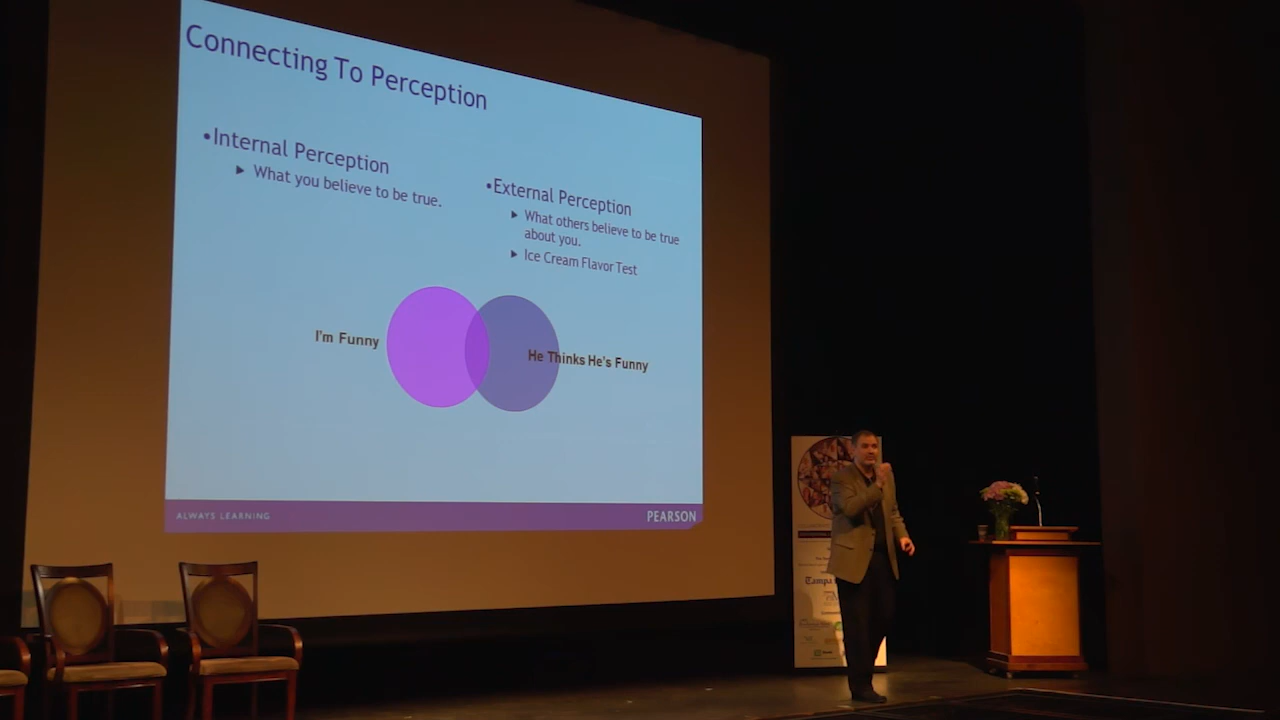 Connecting To Perception
•Internal Perception
What you believe to be true.
•External Perception
What others believe to be true
about you.
Ice Cream Flavor Test
I'm Funny
He Thinks He's Funny
ALWAYS LEARNING
PEARSON
Tampa